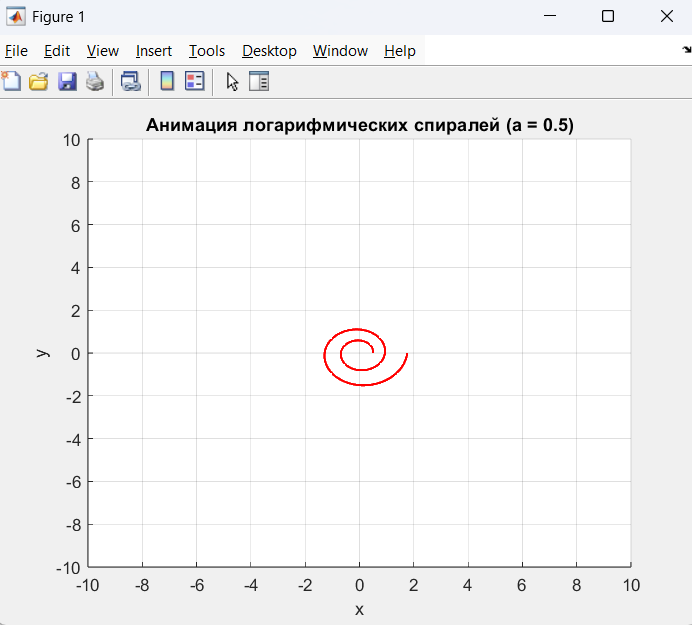 Figure 1
File Edit View Insert Tools Desktop Window Help
Анимация логарифмических спиралей (a = 0.5)
10
8
6
4
2
0
-2
-4
-6
-8
-10
y
-10 -8 -6 -4 -2 0 2 4 6 8 10
x